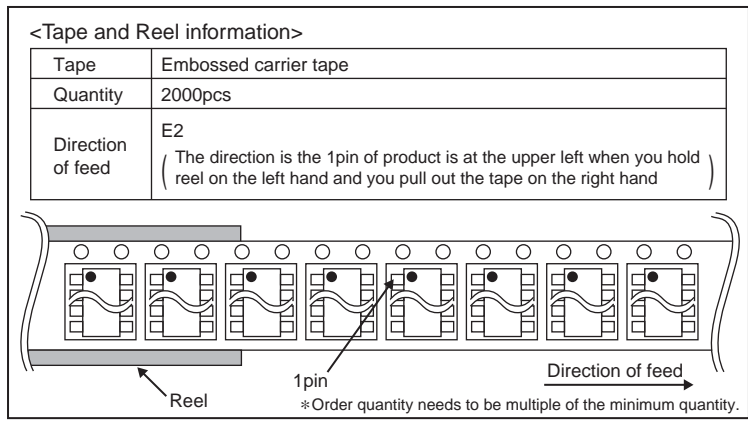 <Tape and Reel information>
Tape Embossed carrier tape
Quantity 2000pcs
Direction of feed E2
( The direction is the 1pin of product is at the upper left when you hold
reel on the left hand and you pull out the tape on the right hand )
1pin
Direction of feed
Reel
*Order quantity needs to be multiple of the minimum quantity.